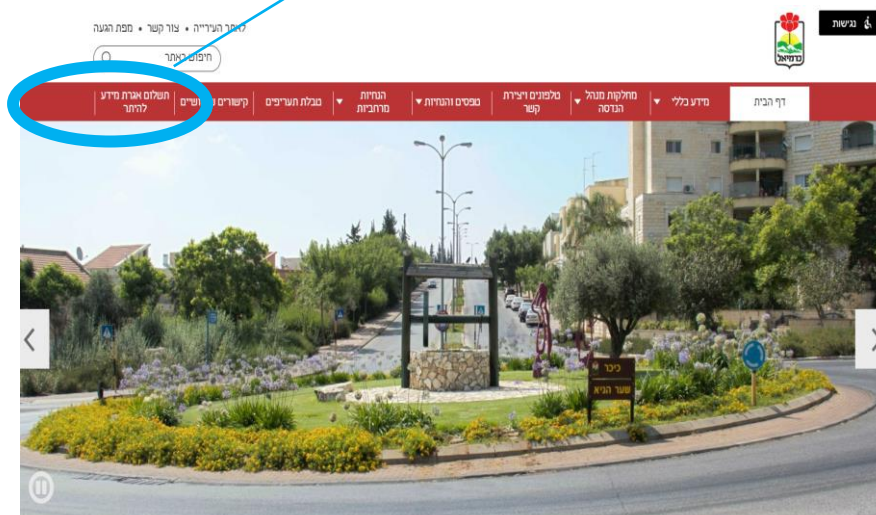 נגישות
כרמיאל
לאתר העירייה • צור קשר • מפת הגעה
חיפוש באתר
דף הבית
מידע כללי
מחלקות מנהל
הנדסה
טלפונים ויצירת
קשר
טפסים והנחיות
הנחיות
מרחביות
טבלת תעריפים
קישורים
תשלום אגרת מידע
להיתר
כיכר
שער הגיא